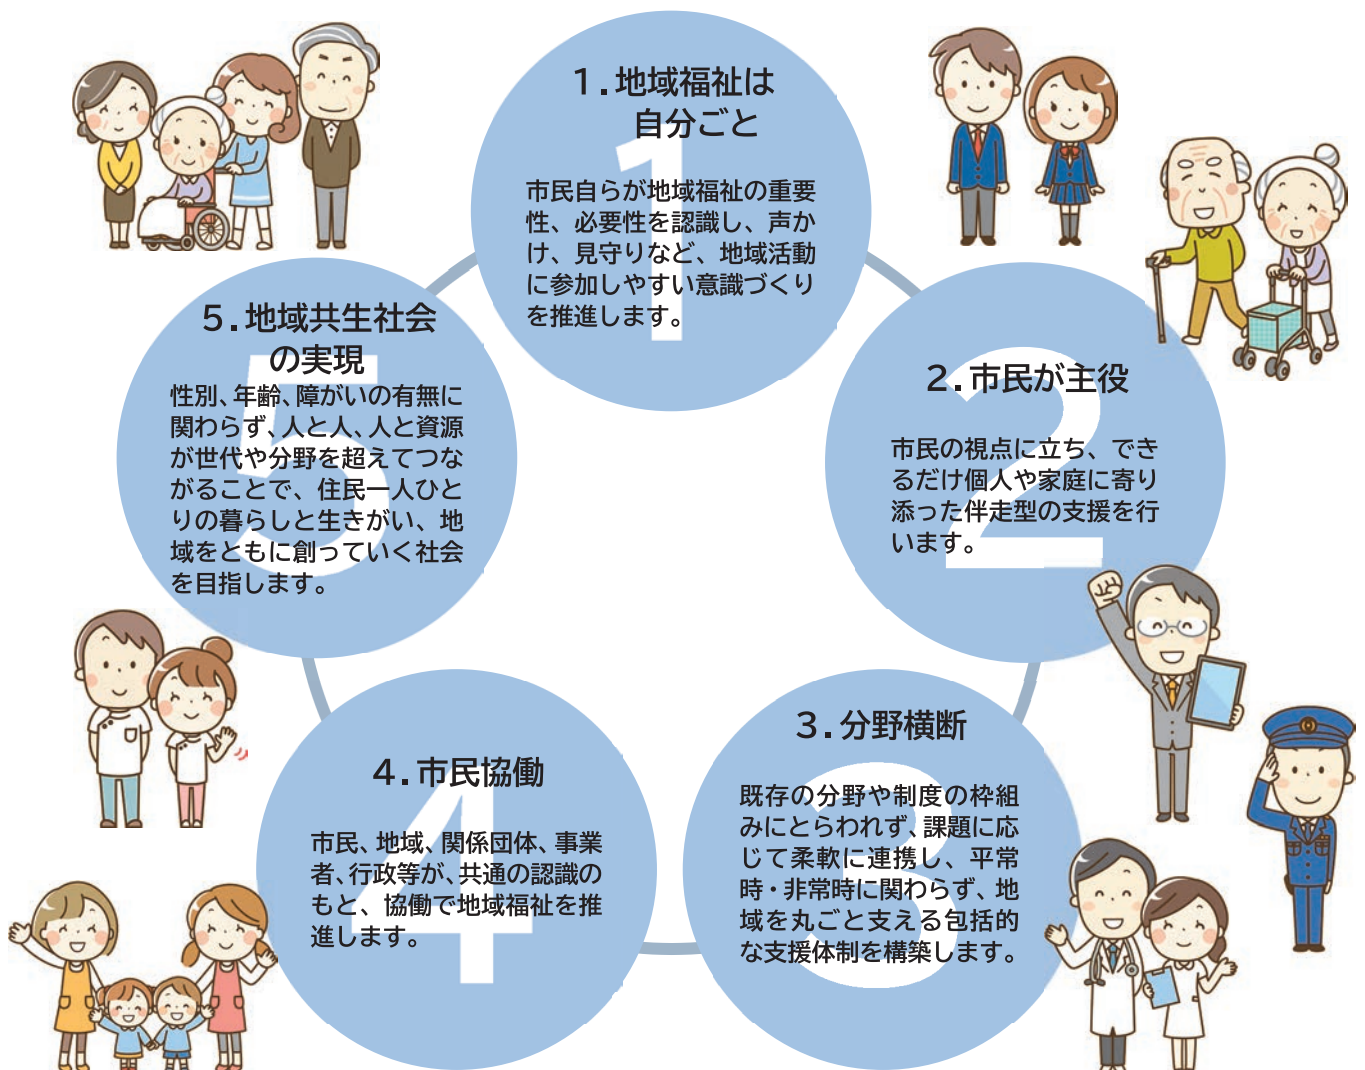 1.地域福祉は
自分ごと
1
市民自らが地域福祉の重要
性、必要性を認識し、声か
け、見守りなど、地域活動
に参加しやすい意識づくり
を推進します。
2.市民が主役
2
市民の視点に立ち、でき
るだけ個人や家庭に寄り
添った伴走型の支援を行
います。
3.分野横断
3
既存の分野や制度の枠組
みにとらわれず、課題に応
じて柔軟に連携し、平常
時・非常時に関わらず、地
域を丸ごと支える包括的
な支援体制を構築します。
4.市民協働
4
市民、地域、関係団体、事業
者、行政等が、共通の認識の
もと、協働で地域福祉を推
進します。
5.地域共生社会
の実現
5
性別、年齢、障がいの有無に
関わらず、人と人、人と資源
が世代や分野を超えてつな
がることで、住民一人ひと
りの暮らしと生きがい、地
域をともに創っていく社会
を目指します。